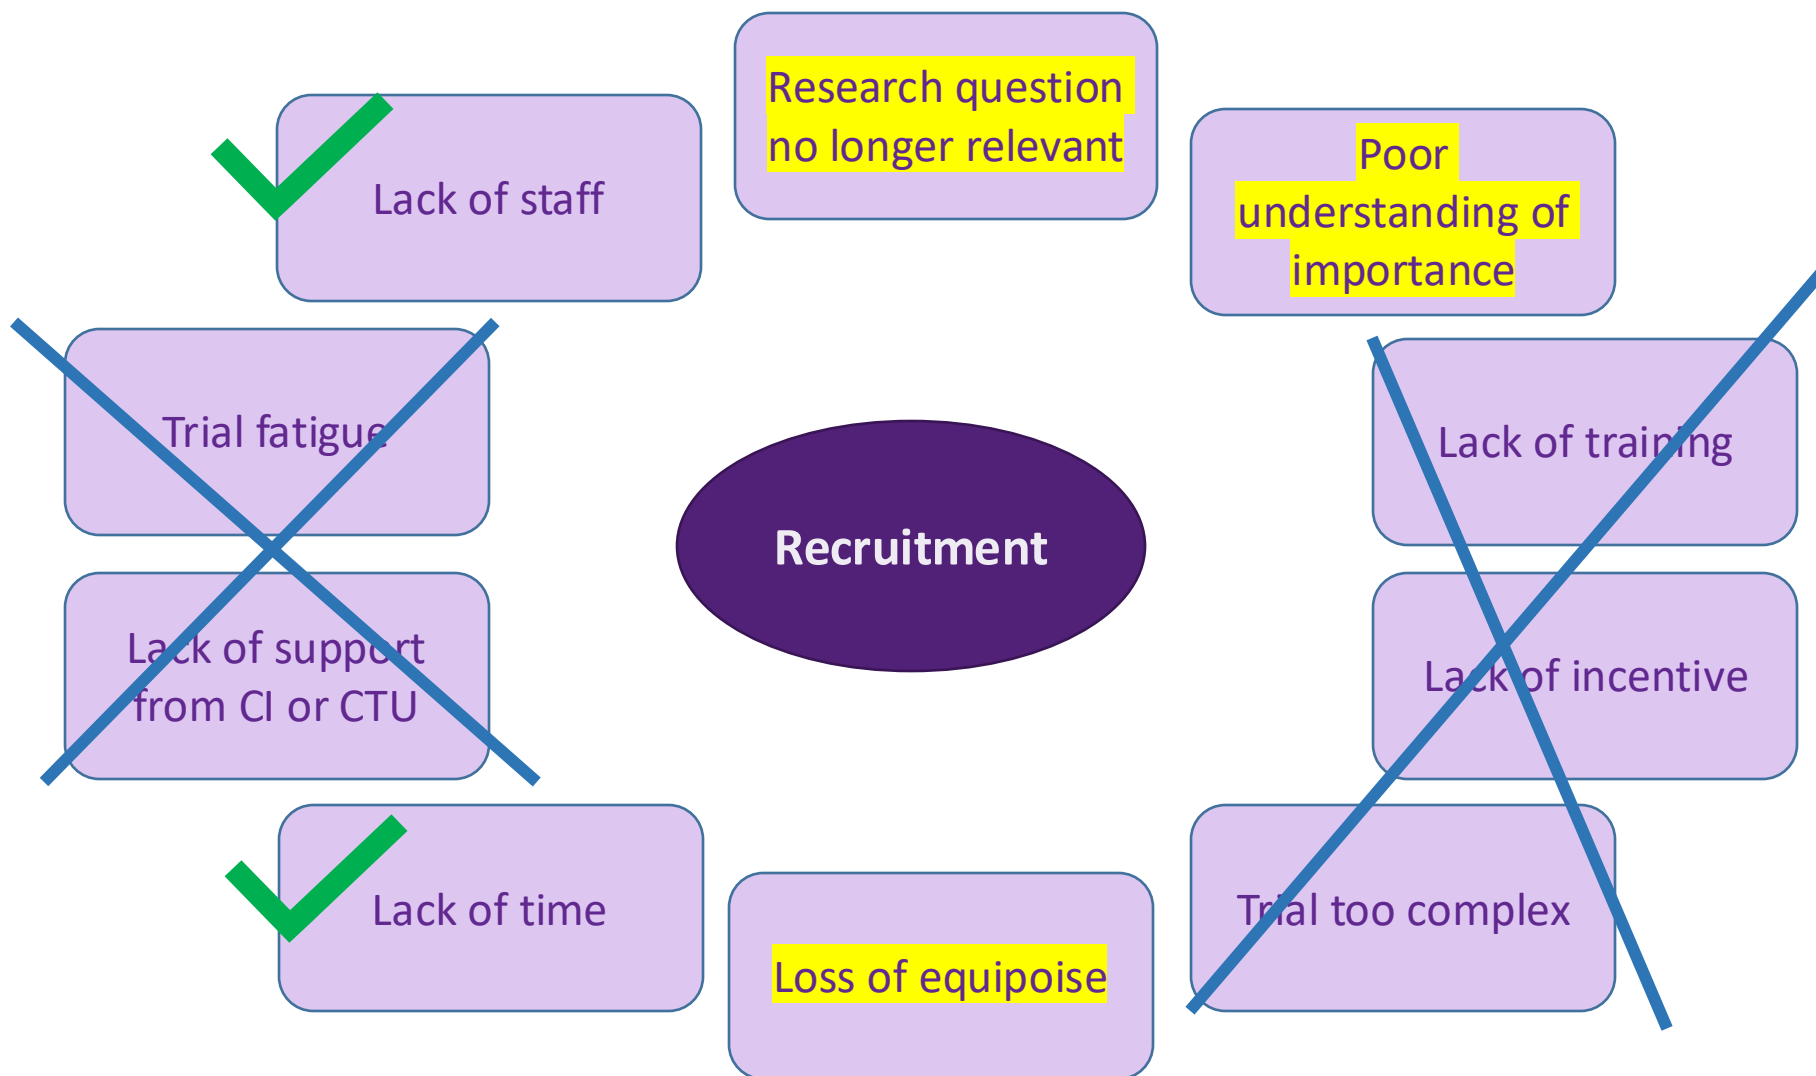 Research question
no longer relevant
Lack of staff
Poor
understanding of
importance
Trial fatigue
Lack of training
Recruitment
Lack of support
from CI or CTU
Lack of incentive
Lack of time
Trial too complex
Loss of equipoise